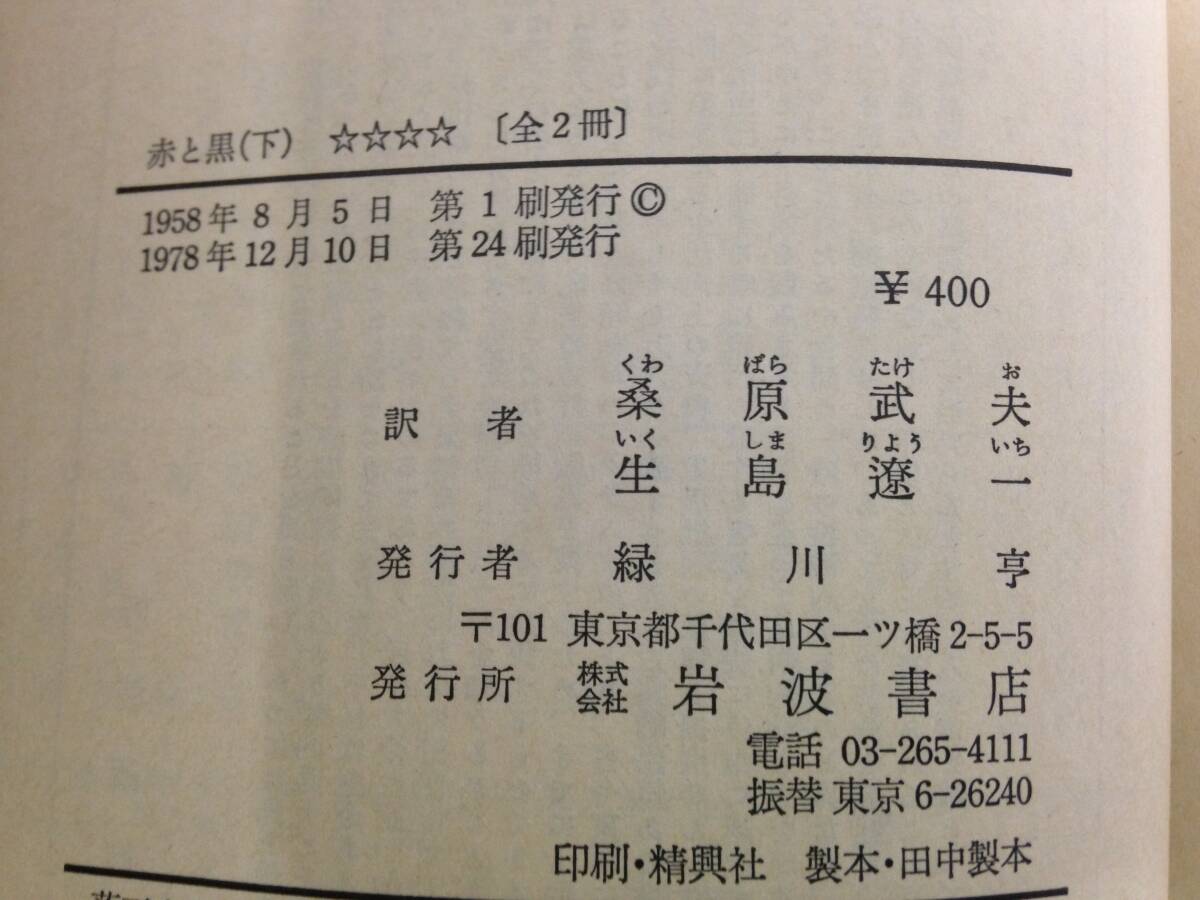 赤と黒(下) ☆☆☆☆ 〔全2冊〕
1958年8月5日 第1刷発行©
1978年12月10日 第24刷発行
¥400
くわ ばら たけ お
訳者 桑原武夫
いく しま りよう いち
生島遼一
発行者 緑川亨
〒101 東京都千代田区一ツ橋2-5-5
発行所 株式会社 岩波書店
電話 03-265-4111
振替 東京6-26240
印刷・精興社 製本・田中製本